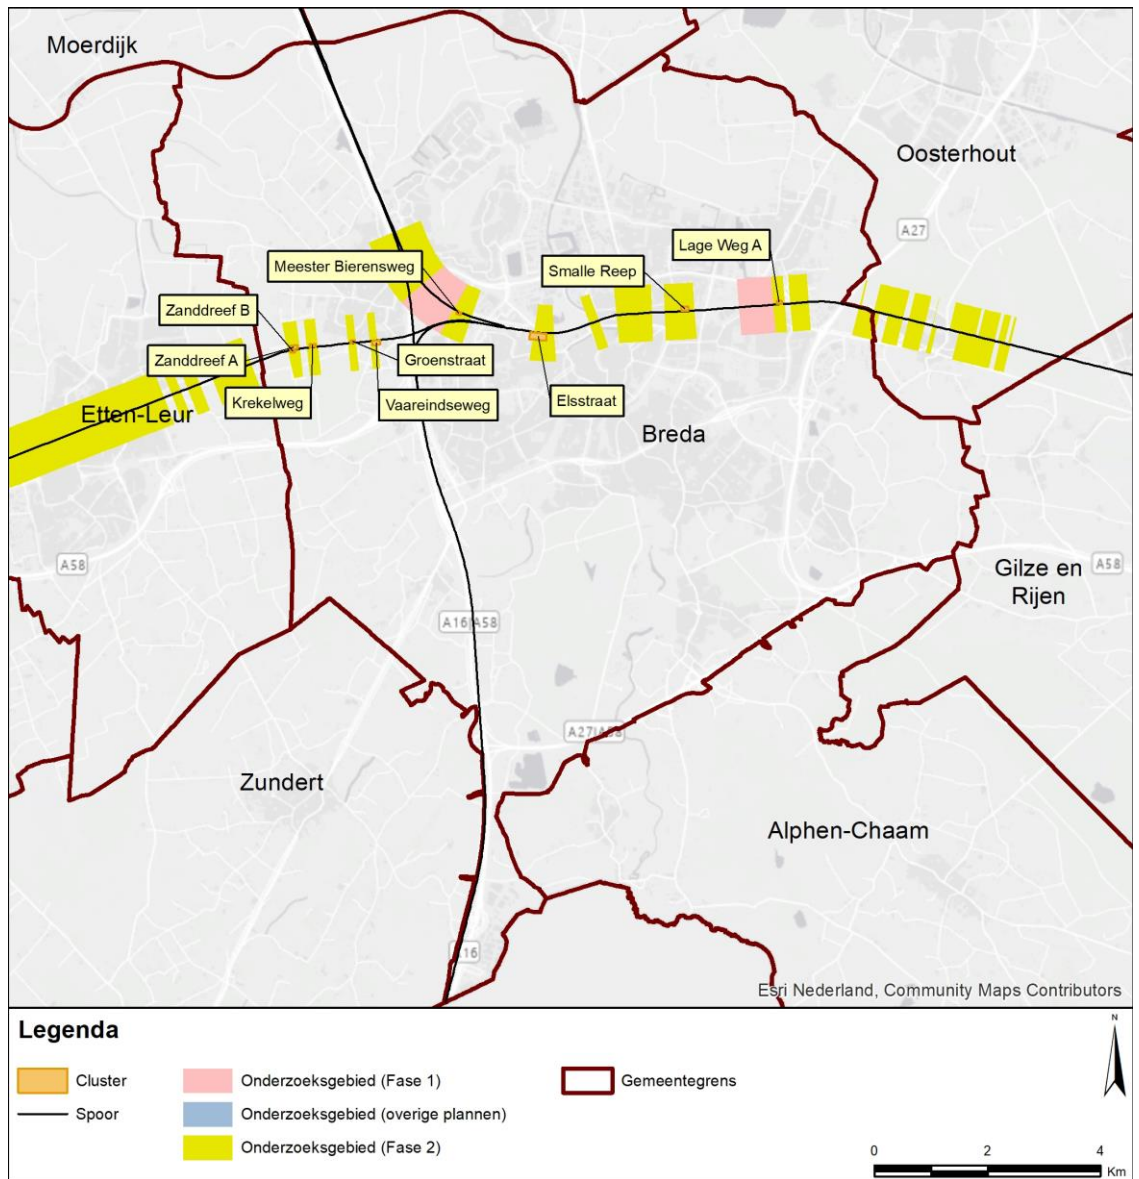 Moerdijk
Oosterhout
A27
Lage Weg A
Meester Bierensweg
Smalle Reep
Zanddreef B
Zanddreef A
Groenstraat
Krekelweg
Vaareindseweg
Elsstraat
Etten-Leur
Breda
A58
Gilze en
Rijen
A58
A16 A58
A27 A58
Zundert
Alphen-Chaam
A16
Esri Nederland, Community Maps Contributors
Legenda
Cluster
Spoor
Onderzoeksgebied (Fase 1)
Onderzoeksgebied (overige plannen)
Onderzoeksgebied (Fase 2)
Gemeentegrens
N
0 2 4
Km